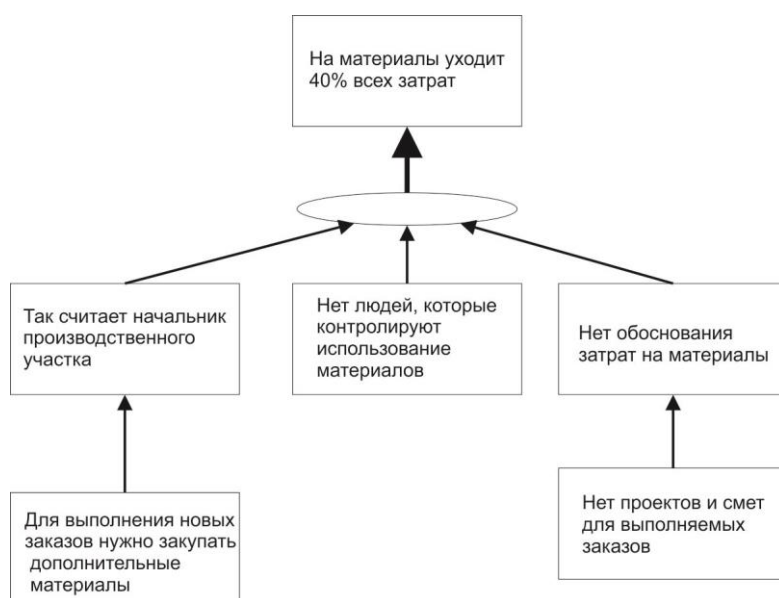 На материалы уходит
40% всех затрат
Так считает начальник
производственного
участка
Нет людей, которые
контролируют
использование
материалов
Нет обоснования
затрат на материалы
Для выполнения новых
заказов нужно закупать
дополнительные
материалы
Нет проектов и смет
для выполняемых
заказов